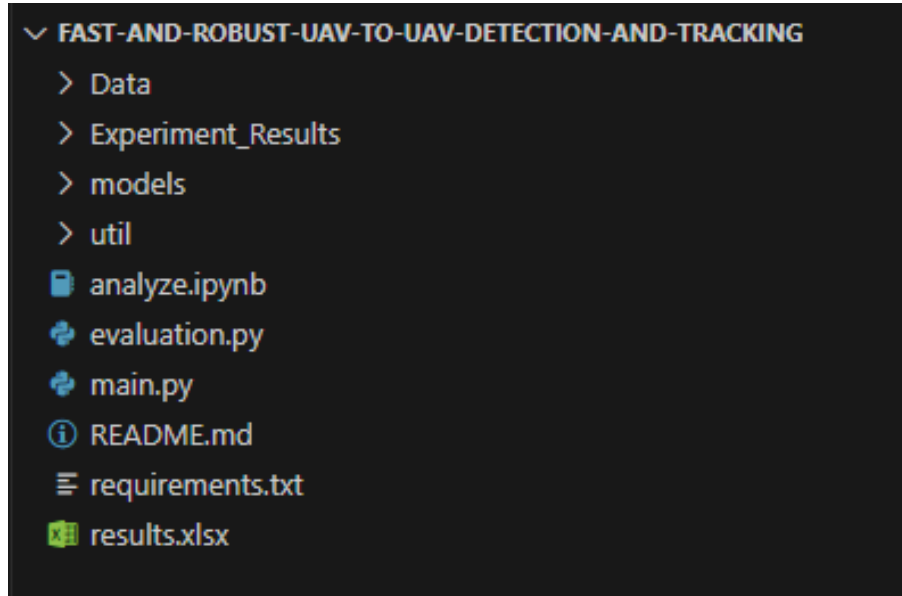 FAST-AND-ROBUST-UAV-TO-UAV-DETECTION-AND-TRACKING
Data
Experiment_Results
models
util
analyze.ipynb
evaluation.py
main.py
README.md
requirements.txt
results.xlsx